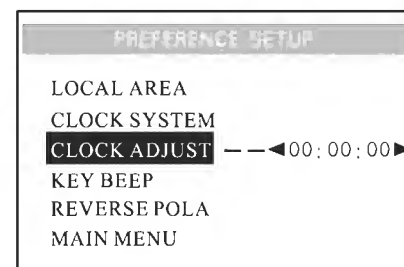 PREFERENCE SETUP
LOCAL AREA
CLOCK SYSTEM
CLOCK ADJUST – –◄00:00:00►
KEY BEEP
REVERSE POLA
MAIN MENU